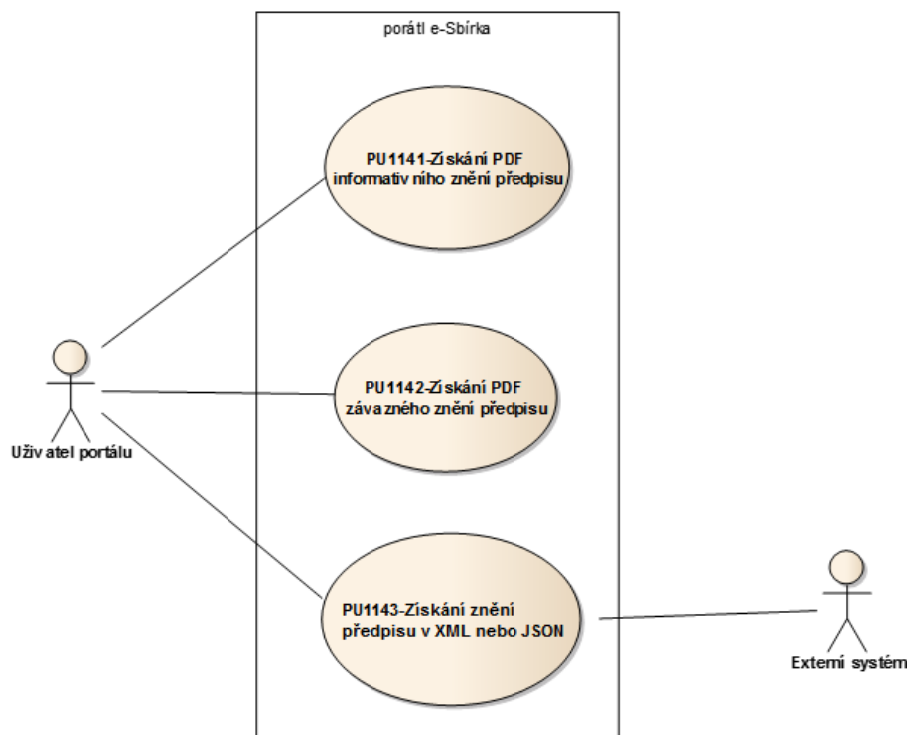 porátl e-Sbírka
PU1141-Získání PDF
informativního znění předpisu
PU1142-Získání PDF
závazného znění předpisu
Uživatel portálu
PU1143-Získání znění
předpisu v XML nebo JSON
Externí systém